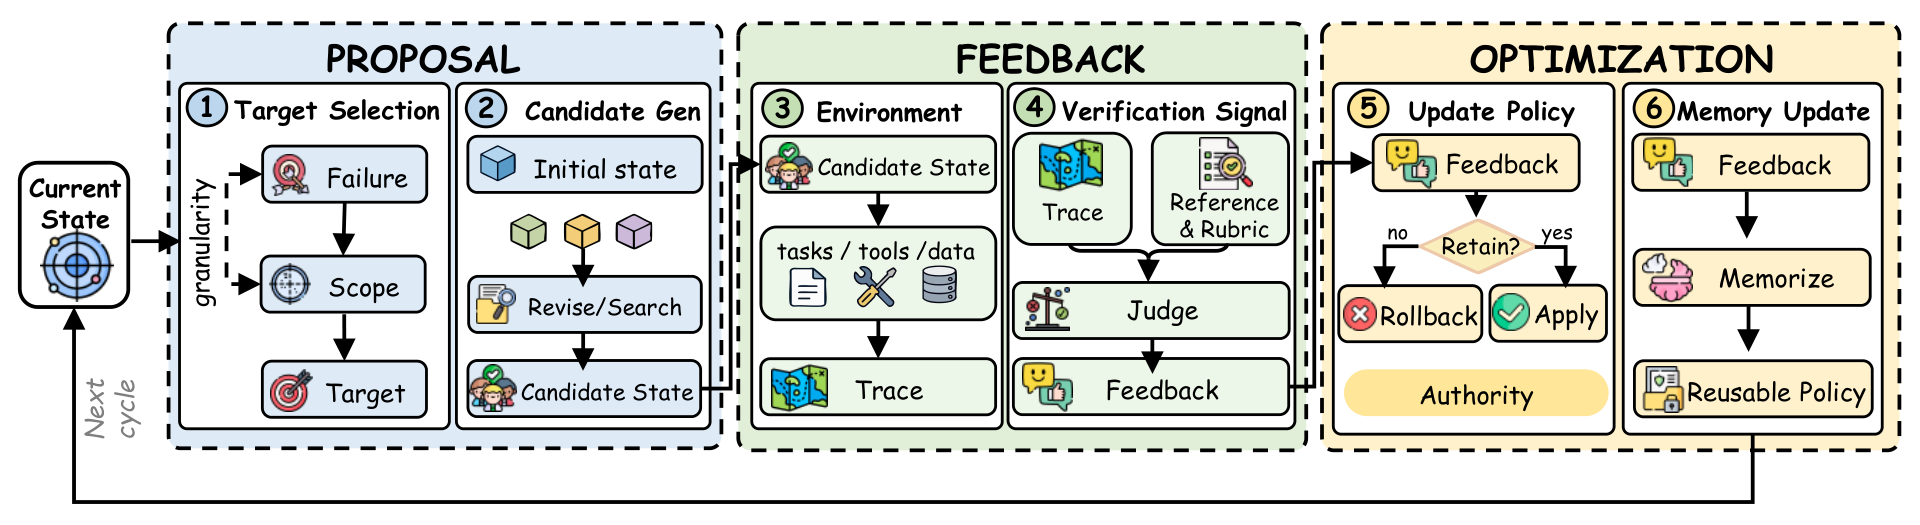 Current
State
Next
cycle
PROPOSAL
1 Target Selection
granularity
Failure
Scope
Target
2 Candidate Gen
Initial state
Revise/Search
Candidate State
FEEDBACK
3 Environment
Candidate State
tasks / tools /data
Trace
4 Verification Signal
Trace
Reference
& Rubric
Judge
Feedback
OPTIMIZATION
5 Update Policy
Feedback
Retain?
no
yes
Rollback
Apply
Authority
6 Memory Update
Feedback
Memorize
Reusable Policy